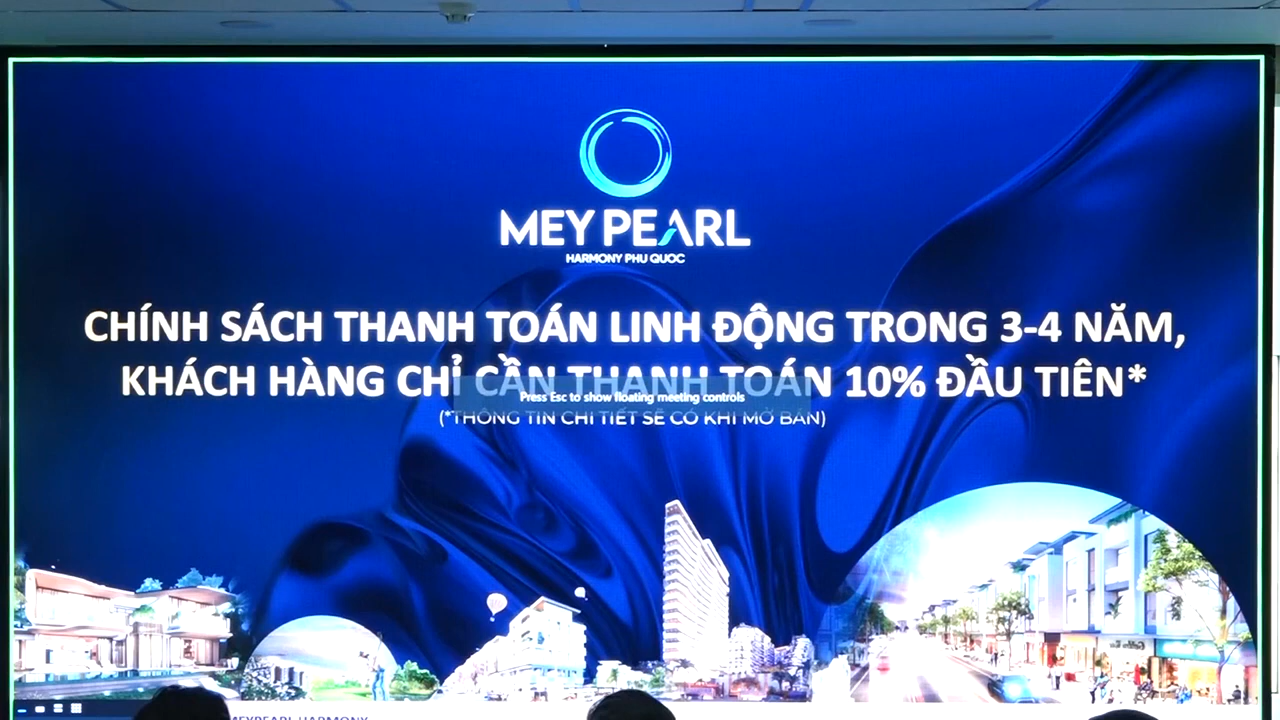 MEY PEARL
HARMONY PHU QUOC
CHÍNH SÁCH THANH TOÁN LINH ĐỘNG TRONG 3-4 NĂM,
KHÁCH HÀNG CHỈ CẦN THANH TOÁN 10% ĐẦU TIÊN*
Press Esc to show floating meeting controls
(*THÔNG TIN CHI TIẾT SẼ CÓ KHI MỞ BÁN)
MEYPEARL HARMONY